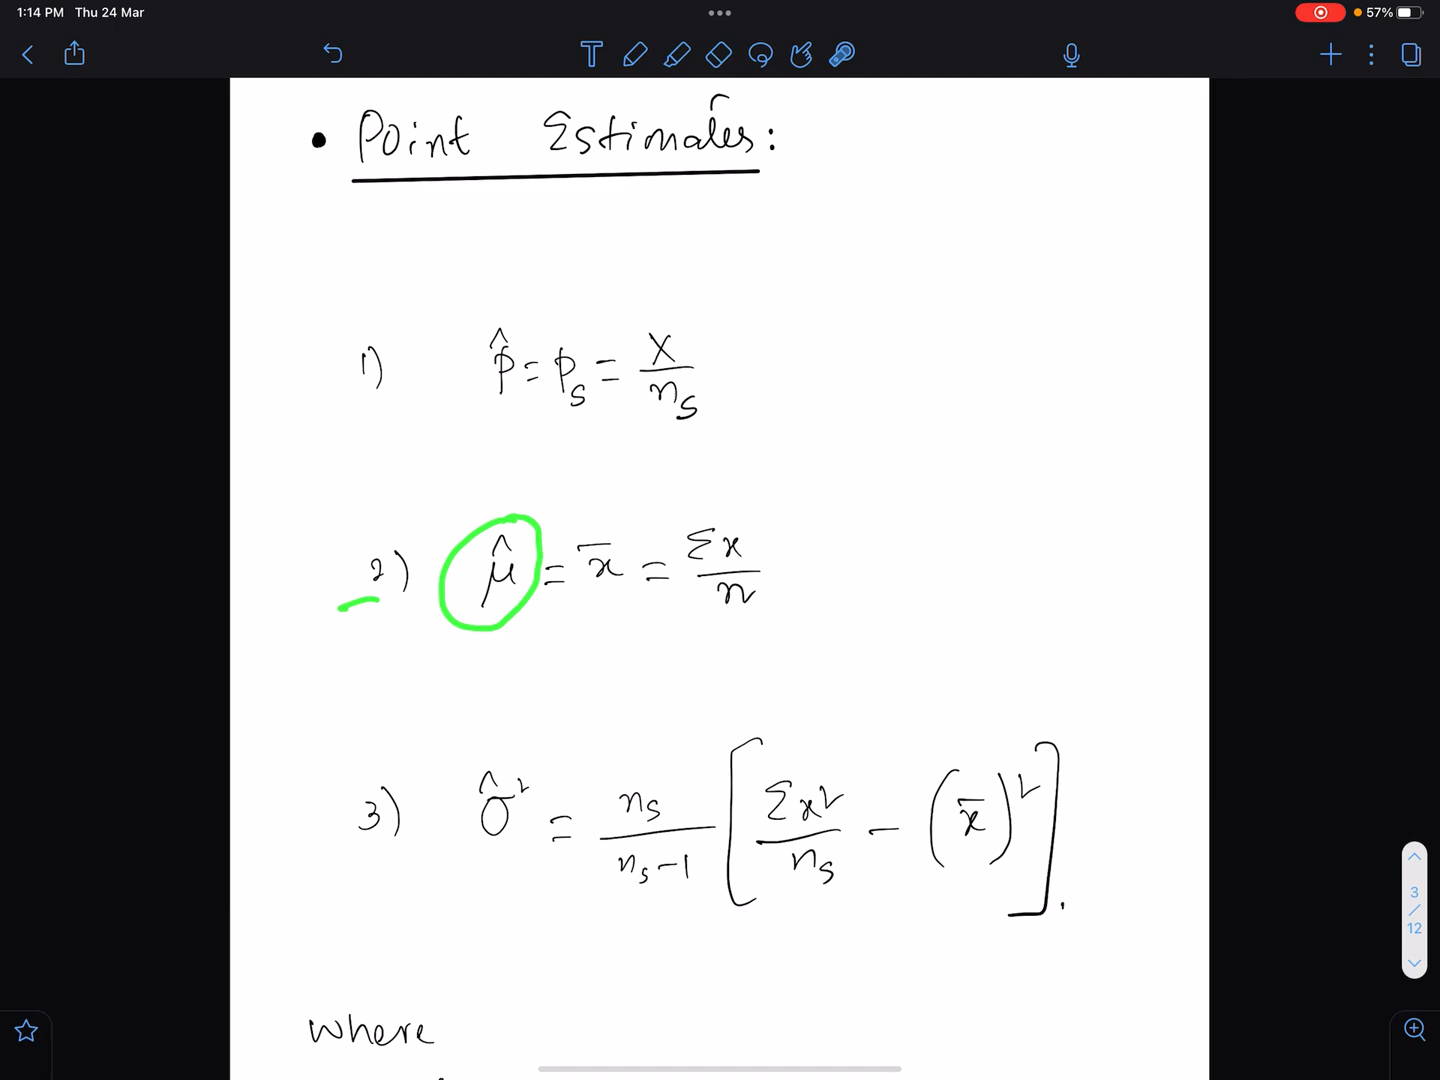 1:14 PM Thu 24 Mar
57%
• Point Estimates:
1) p̂ = pₛ = X/nₛ
2) μ̂ = x̄ = Σx/n
3) σ̂² = nₛ/(nₛ-1) [Σx²/nₛ - (x̄)²].
where
3 / 12